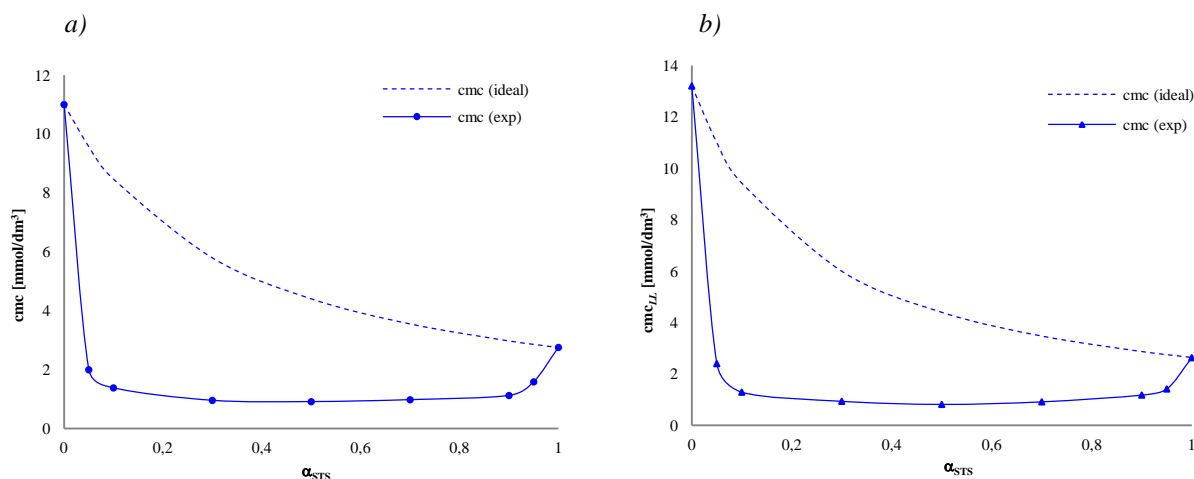 a)
12
10
8
6
4
2
0
cmc [mmol/dm³]
cmc (ideal)
cmc (exp)
0 0,2 0,4 0,6 0,8 1
αSTS
b)
14
12
10
8
6
4
2
0
cmcLL [mmol/dm³]
cmc (ideal)
cmc (exp)
0 0,2 0,4 0,6 0,8 1
αSTS